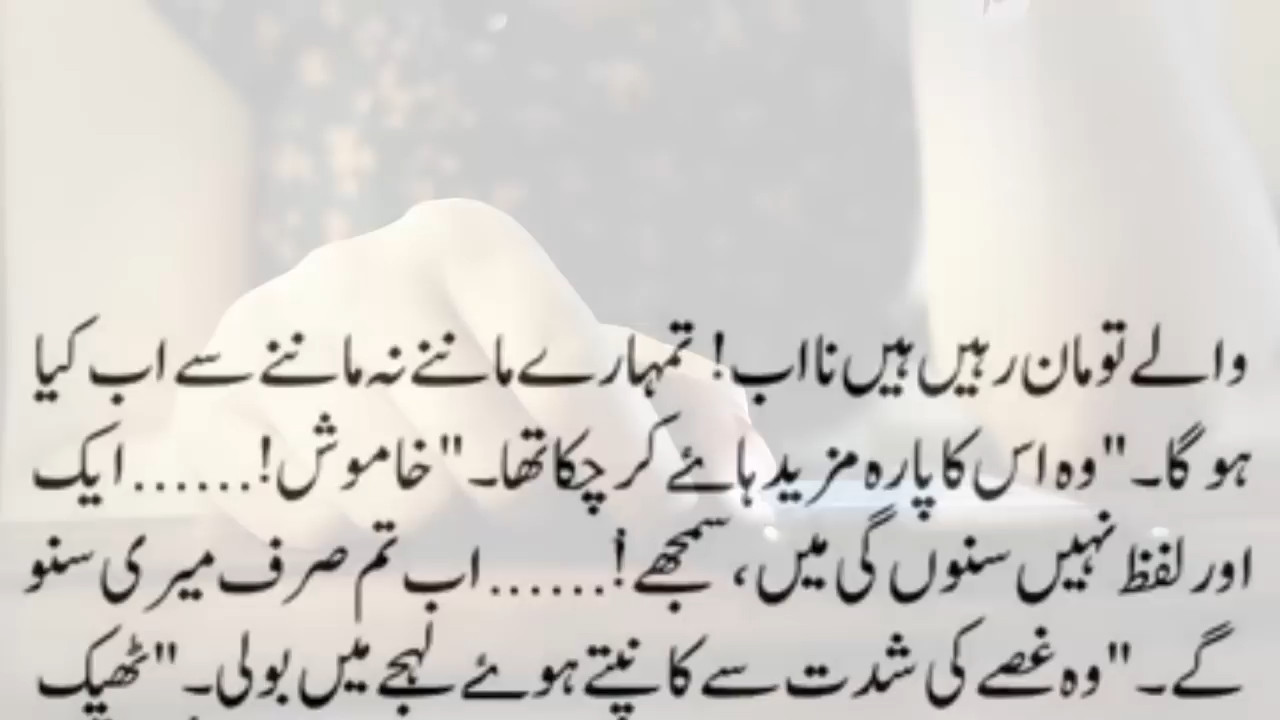 والے تو مان رہیں ہیں نا اب! تمہارے ماننے نہ ماننے سے اب کیا
ہو گا۔" وہ اس کا پارہ مزید ہائے کر چکا تھا۔ "خاموش!......ایک
اور لفظ نہیں سنوں گی میں، سمجھے!......اب تم صرف میری سنو
گے۔" وہ غصے کی شدت سے کانپتے ہوئے لہجے میں بولی۔ "ٹھیک